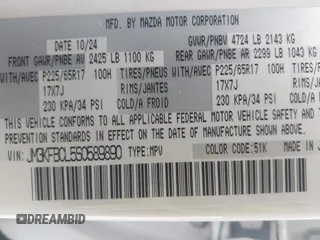 MFD. BY MAZDA MOTOR CORPORATION
DATE 10/24 GVWR/PNBV 4724 LB 2143 KG
FRONT GAWR/PNBE AV 2425 LB 1100 KG REAR GAWR/PNBE AR 2299 LB 1043 KG
WITH/AVEC P225/65R17 100H TIRES/PNEUS WITH/AVEC P225/65R17 100H TIRES/PNEUS
17X7J RIMS/JANTES 17X7J RIMS/JANTES
230 KPA/34 PSI COLD/A FROID 230 KPA/34 PSI COLD/
THIS VEHICLE CONFORMS TO ALL APPLICABLE FEDERAL
MOTOR VEHICLE SAFETY, BUMPER, AND THEFT
PREVENTION STANDARDS IN EFFECT ON THE DATE OF
MANUFACTURE SHOWN ABOVE.
VIN: JM3KFBCL5S0589890 TYPE:MPV COLOR CODE:51K
DREAMBID